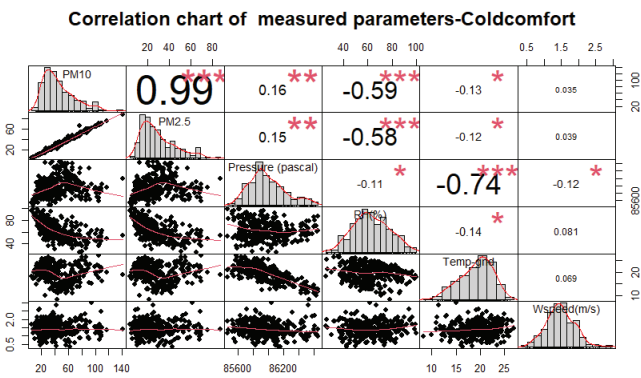 Correlation chart of measured parameters-Coldcomfort
20 40 60 80 40 60 80 100 0.5 1.5 2.5
PM10 0.99 *** 0.16 ** -0.59 *** -0.13 * 0.035 20 100
20 60 PM2.5 0.15 ** -0.58 *** -0.12 * 0.039
Pressure (pascal) -0.11 * -0.74 *** -0.12 * 86600
40 80 -0.14 * 0.081
Temp-gnd 0.069 10 20
0.5 2.0 Wspeed(m/s)
20 60 100 140 85600 86200 10 15 20 25